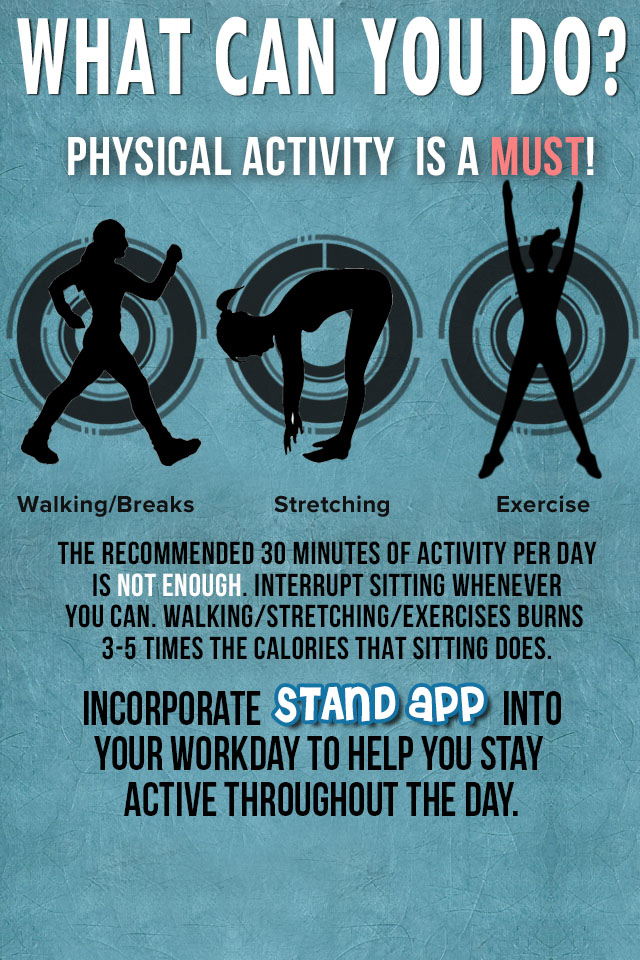 WHAT CAN YOU DO?
PHYSICAL ACTIVITY IS A MUST!
Walking/Breaks Stretching Exercise
THE RECOMMENDED 30 MINUTES OF ACTIVITY PER DAY
IS NOT ENOUGH. INTERRUPT SITTING WHENEVER
YOU CAN. WALKING/STRETCHING/EXERCISES BURNS
3-5 TIMES THE CALORIES THAT SITTING DOES.
INCORPORATE STAND APP INTO
YOUR WORKDAY TO HELP YOU STAY
ACTIVE THROUGHOUT THE DAY.